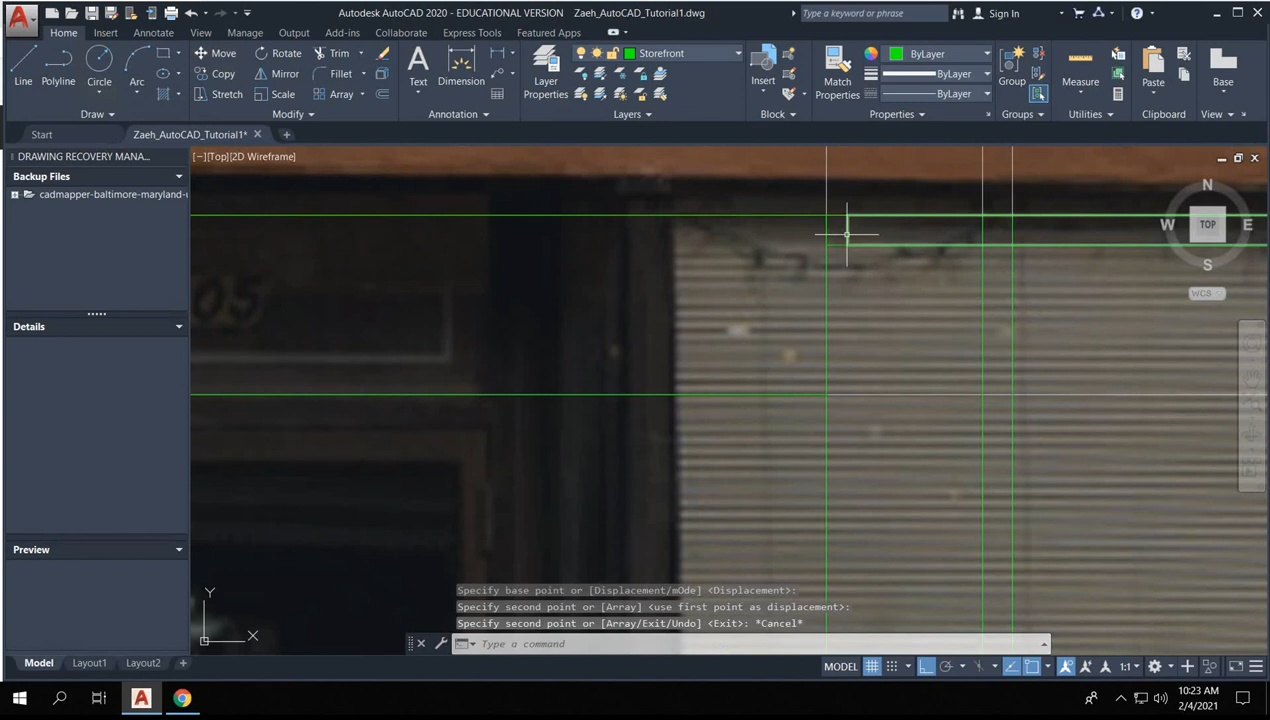 Autodesk AutoCAD 2020 - EDUCATIONAL VERSION Zaeh_AutoCAD_Tutorial1.dwg
Type a keyword or phrase
Sign In
Home Insert Annotate View Manage Output Add-ins Collaborate Express Tools Featured Apps
Line Polyline Circle Arc
Move Rotate Trim
Copy Mirror Fillet
Stretch Scale Array
Text Dimension
Layer Properties
Storefront
Insert
Match Properties
ByLayer
ByLayer
ByLayer
Group
Measure
Paste
Base
Draw Modify Annotation Layers Block Properties Groups Utilities Clipboard View
Start Zaeh_AutoCAD_Tutorial1*
DRAWING RECOVERY MANA...
[−][Top][2D Wireframe]
Backup Files
cadmapper-baltimore-maryland-u
N
W TOP E
S
WCS
05
Details
Preview
Y
X
Specify base point or [Displacement/mOde] <Displacement>:
Specify second point or [Array] <use first point as displacement>:
Specify second point or [Array/Exit/Undo] <Exit>: *Cancel*
Type a command
Model Layout1 Layout2
MODEL 1:1
10:23 AM
2/4/2021